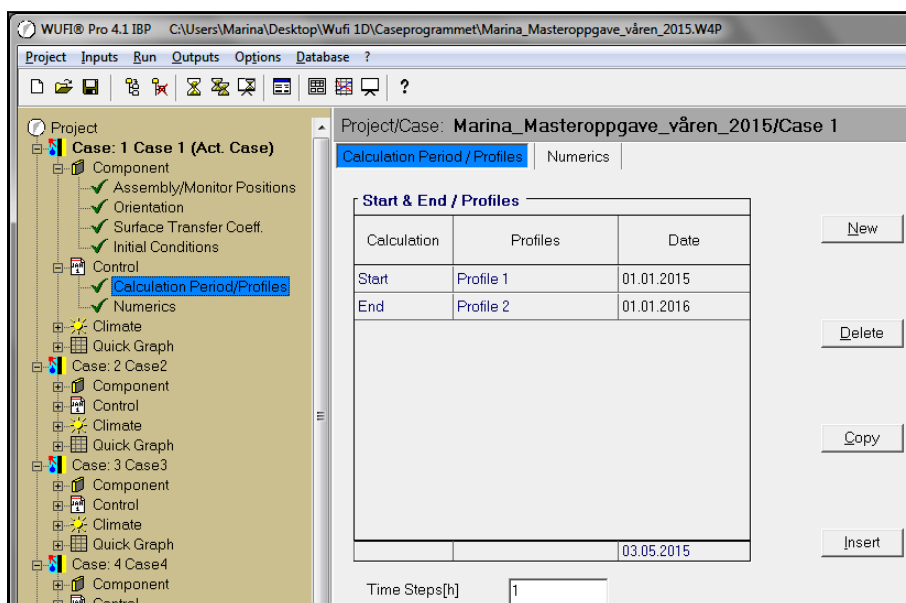 WUFI® Pro 4.1 IBP C:\Users\Marina\Desktop\Wufi 1D\Caseprogrammet\Marina_Masteroppgave_våren_2015.W4P
Project Inputs Run Outputs Options Database ?
?
Project
Case: 1 Case 1 (Act. Case)
Component
Assembly/Monitor Positions
Orientation
Surface Transfer Coeff.
Initial Conditions
Control
Calculation Period/Profiles
Numerics
Climate
Quick Graph
Case: 2 Case2
Component
Control
Climate
Quick Graph
Case: 3 Case3
Component
Control
Climate
Quick Graph
Case: 4 Case4
Component
Control
Project/Case: Marina_Masteroppgave_våren_2015/Case 1
Calculation Period / Profiles Numerics
Start & End / Profiles
Calculation Profiles Date
Start Profile 1 01.01.2015
End Profile 2 01.01.2016
03.05.2015
Time Steps[h] 1
New
Delete
Copy
Insert